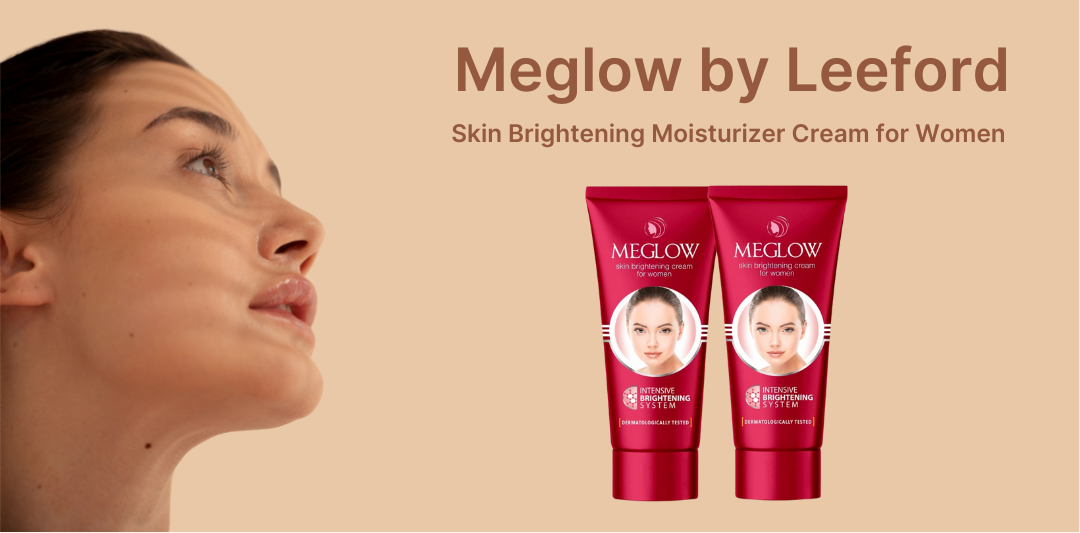 Meglow by Leeford
Skin Brightening Moisturizer Cream for Women
MEGLOW
skin brightening cream
for women
INTENSIVE
BRIGHTENING
SYSTEM
[DERMATOLOGICALLY TESTED]
MEGLOW
skin brightening cream
for women
INTENSIVE
BRIGHTENING
SYSTEM
[DERMATOLOGICALLY TESTED]